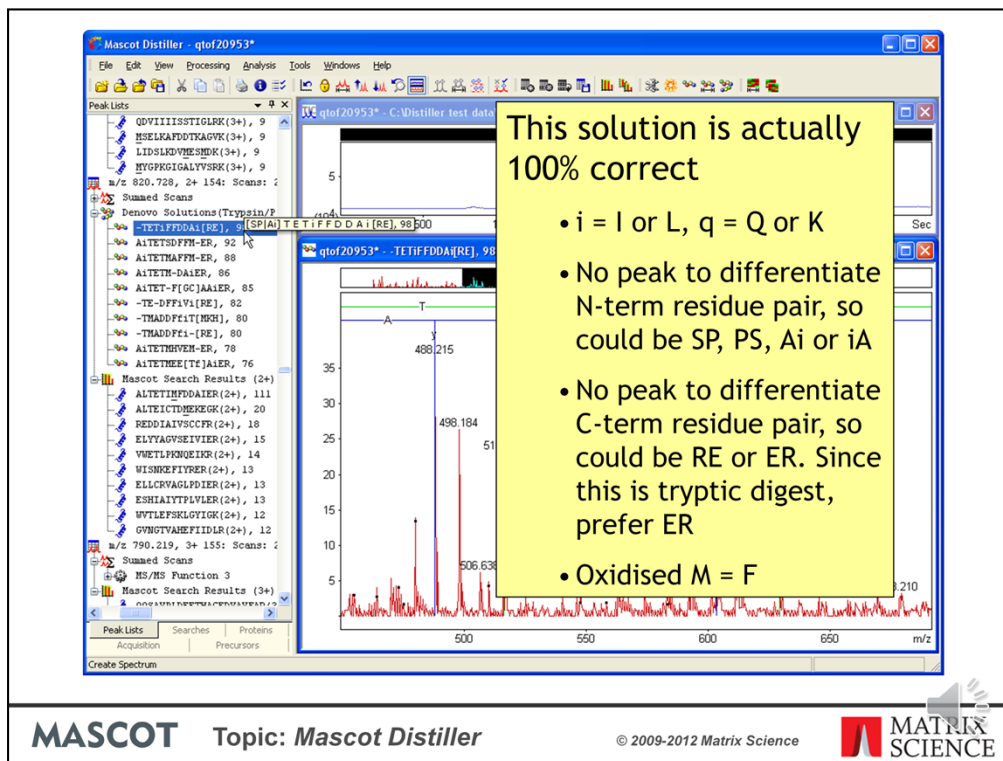 Mascot Distiller - qtof20953*
File Edit View Processing Analysis Tools Windows Help
Peak Lists
QDVIIIISSTIGLRK(3+), 9
MSELKAFDDTKAGVK(3+), 9
LIDSLKDVMESMDK(3+), 9
MYGPKGIGALYVSRK(3+), 9
m/z 820.728, 2+ 154: Scans: 2
Summed Scans
Denovo Solutions(Trypsin/P
-TETiFFDDAi[RE], 98
[SP|Ai] T E T i F F D D A i [RE], 98
AiTETSDFFM-ER, 92
AiTETMAFFM-ER, 88
AiTETM-DAiER, 86
AiTET-F[GC]AAiER, 85
-TE-DFFiVi[RE], 82
-TMADDFfiT[MKH], 80
-TMADDFfi-[RE], 80
AiTETMHVEM-ER, 78
AiTETMEE[Tf]AiER, 76
Mascot Search Results (2+)
ALTETIMFDDAIER(2+), 111
ALTEICTDMEKEGK(2+), 20
REDDIAIVSCCFR(2+), 18
ELYYAGVSEIVIER(2+), 15
VWETLPKNQEIKR(2+), 14
WISNKEFIYRER(2+), 13
ELLCRVAGLPDIER(2+), 13
ESHIAIYTPLVLER(2+), 13
WVTLEFSKLGYIGK(2+), 12
GVNGTVAHEFIIDLR(2+), 12
m/z 790.219, 3+ 155: Scans: 2
Summed Scans
MS/MS Function 3
Mascot Search Results (3+)
Peak Lists Searches Proteins
Acquisition Precursors
Create Spectrum
qtof20953* - C:\Distiller test data\
5
600
Sec
qtof20953* - -TETiFFDDAi[RE], 98
T
A
y
488.215
498.184
51
506.638
3.210
35
30
25
20
15
10
5
500 550 600 650 m/z
This solution is actually
100% correct
• i = I or L, q = Q or K
• No peak to differentiate
N-term residue pair, so
could be SP, PS, Ai or iA
• No peak to differentiate
C-term residue pair, so
could be RE or ER. Since
this is tryptic digest,
prefer ER
• Oxidised M = F
MASCOT Topic: Mascot Distiller © 2009-2012 Matrix Science
MATRIX
SCIENCE